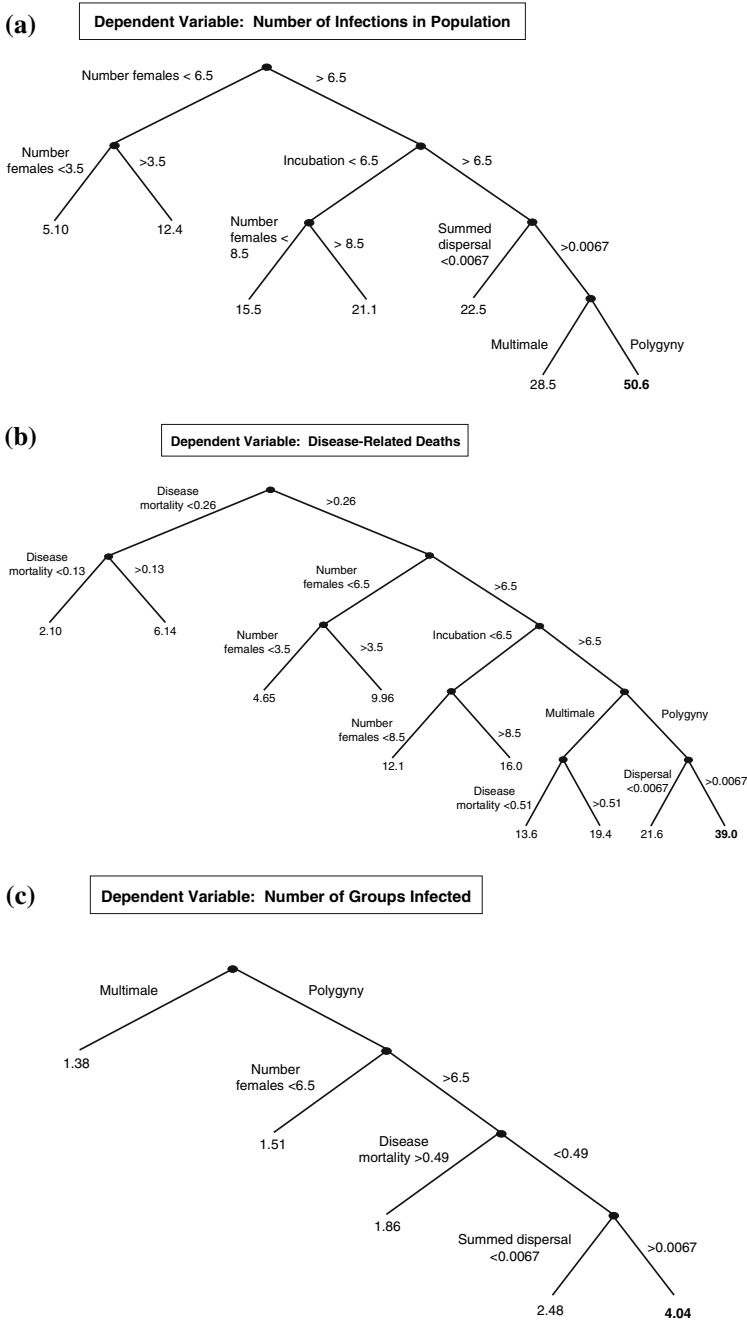 (a)
Dependent Variable: Number of Infections in Population
Number females < 6.5
> 6.5
Number
females <3.5
>3.5
Incubation < 6.5
> 6.5
5.10
12.4
Number
females <
8.5
> 8.5
Summed
dispersal
<0.0067
>0.0067
15.5
21.1
22.5
Multimale
Polygyny
28.5
50.6
(b)
Dependent Variable: Disease-Related Deaths
Disease
mortality <0.26
>0.26
Disease
mortality <0.13
>0.13
Number
females <6.5
>6.5
2.10
6.14
Number
females <3.5
>3.5
Incubation <6.5
>6.5
4.65
9.96
Number
females <8.5
>8.5
Multimale
Polygyny
12.1
16.0
Disease
mortality <0.51
>0.51
Dispersal
<0.0067
>0.0067
13.6
19.4
21.6
39.0
(c)
Dependent Variable: Number of Groups Infected
Multimale
Polygyny
1.38
Number
females <6.5
>6.5
1.51
Disease
mortality >0.49
<0.49
1.86
Summed dispersal
<0.0067
>0.0067
2.48
4.04